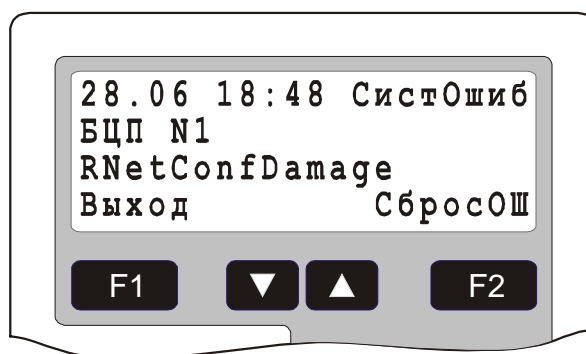 28.06 18:48 СистОшиб
БЦП N1
RNetConfDamage
Выход СбросОШ
F1 ▼ ▲ F2